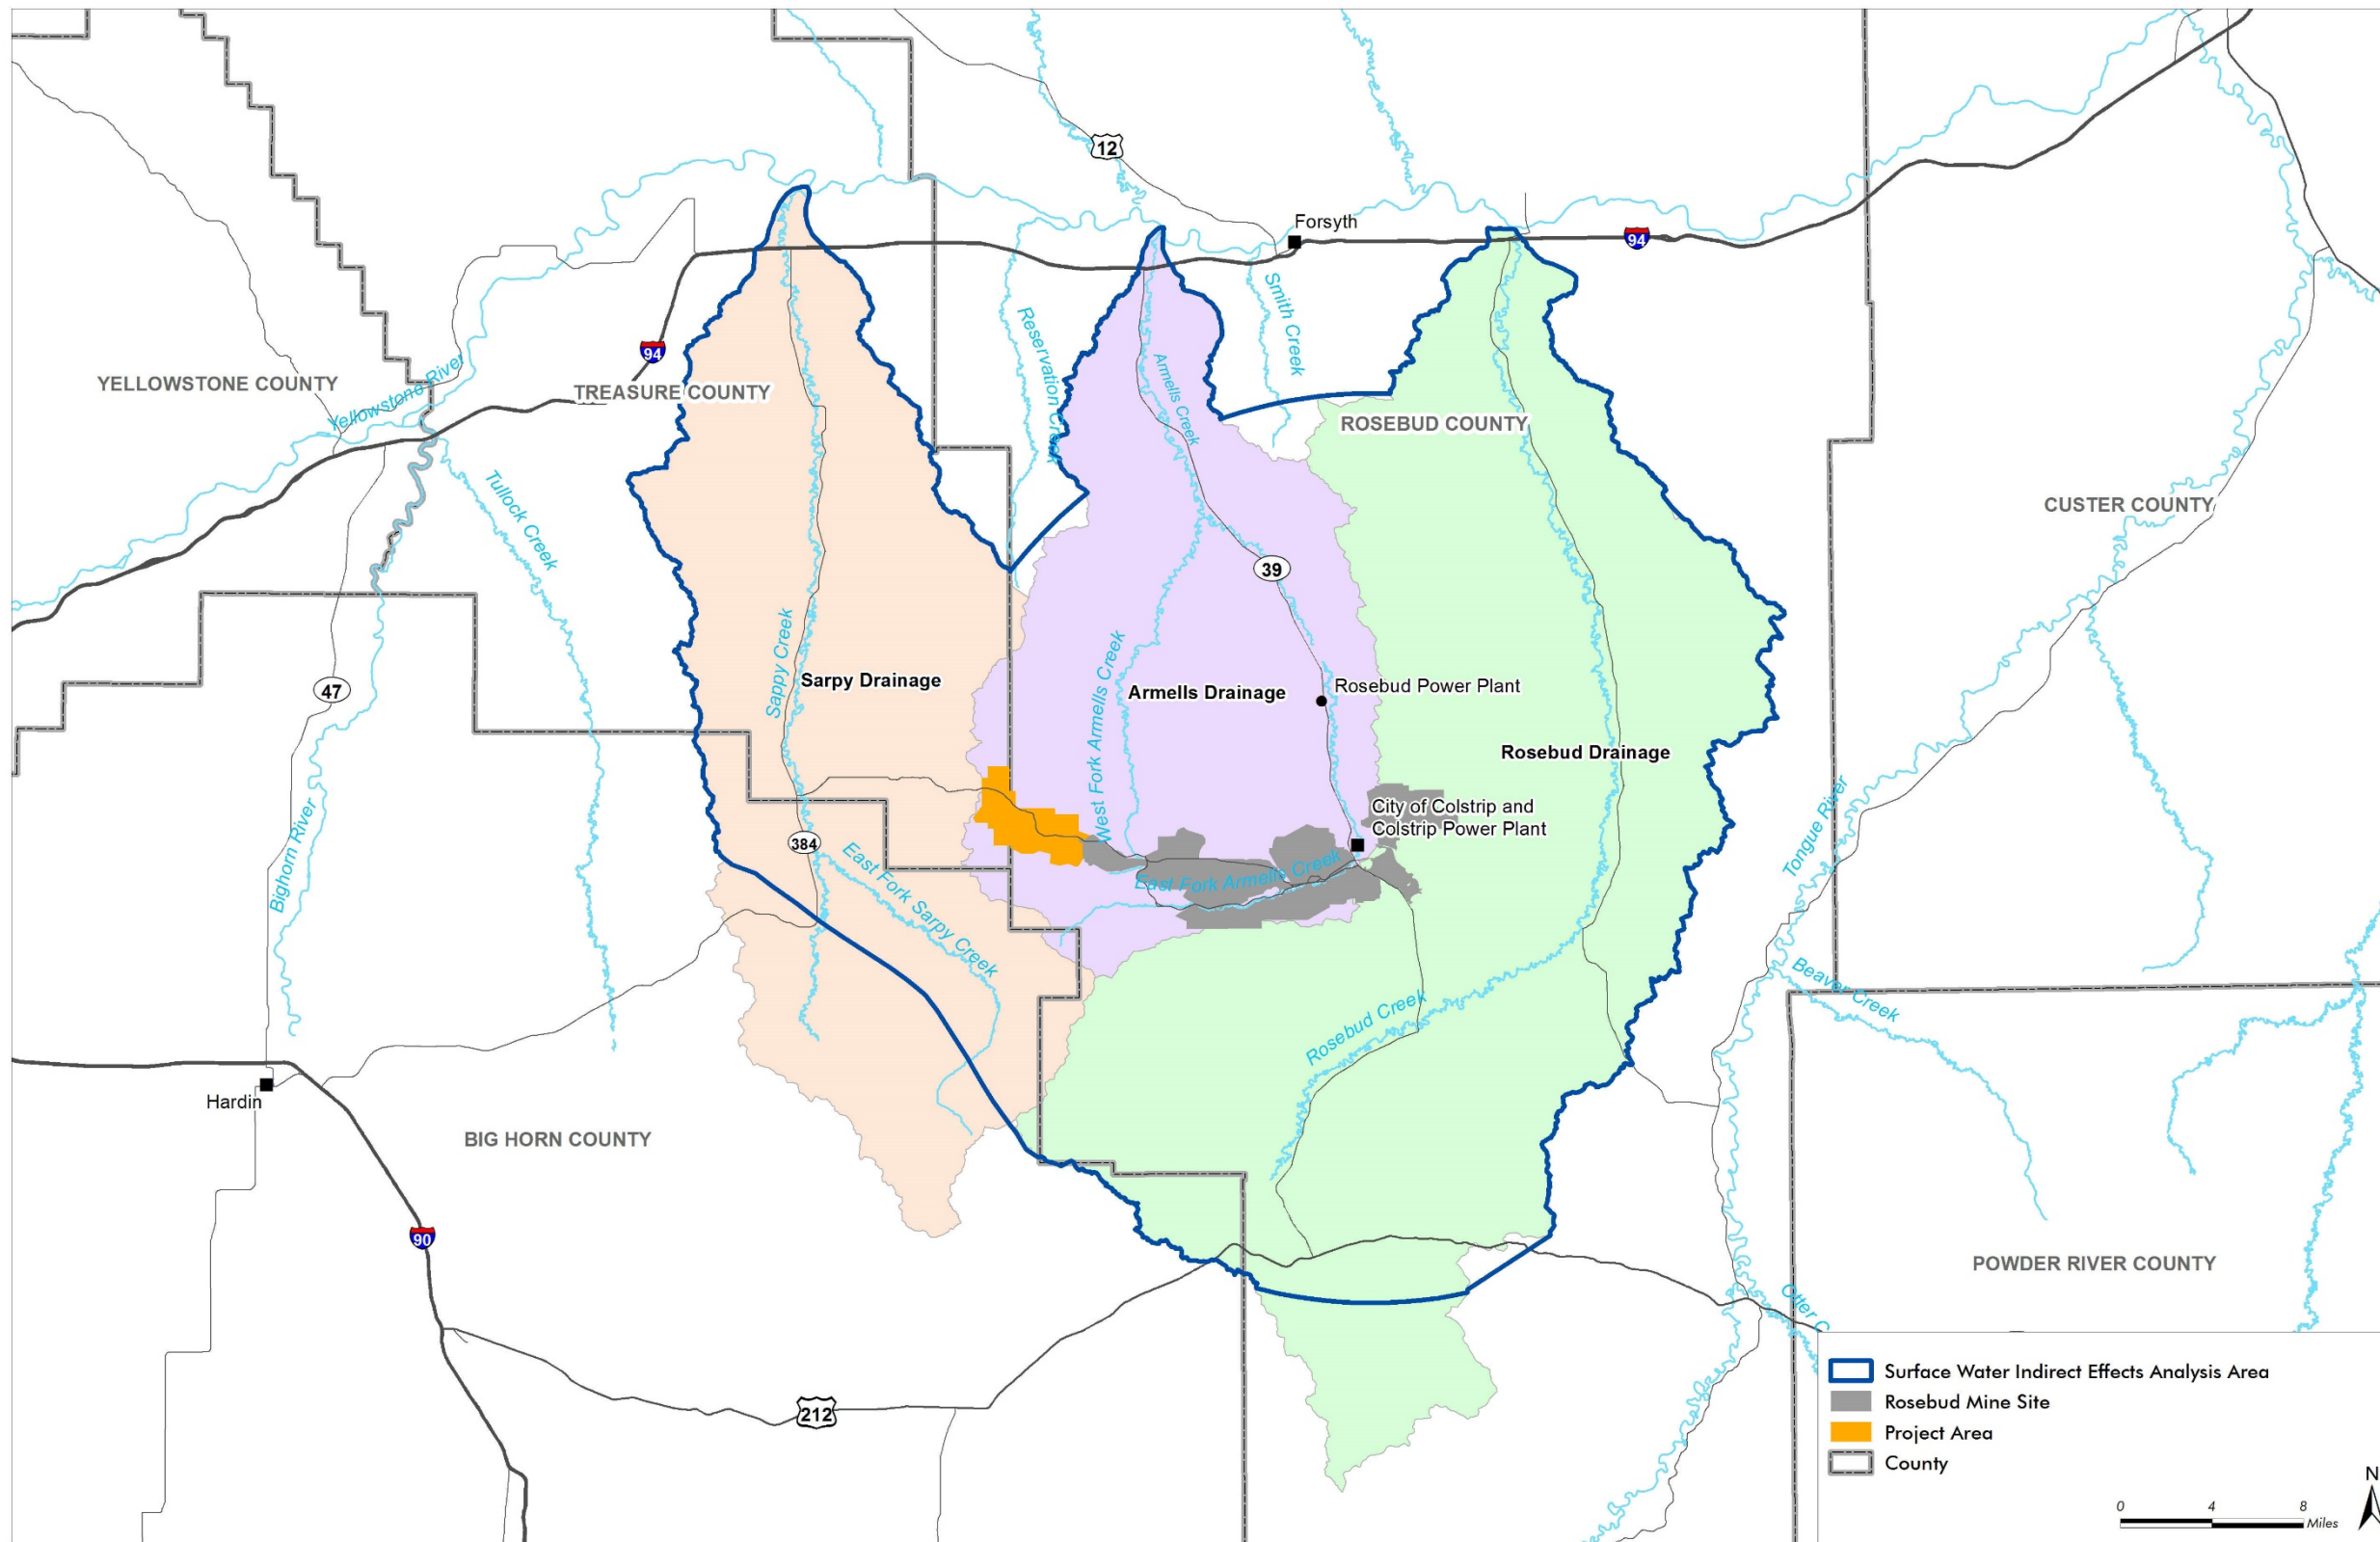 12
Forsyth
94
Smith Creek
Reservation Creek
94
Armells Creek
YELLOWSTONE COUNTY
TREASURE COUNTY
Yellowstone River
ROSEBUD COUNTY
Tullock Creek
CUSTER COUNTY
39
Sappy Creek
West Fork Armells Creek
Sarpy Drainage
47
Armells Drainage
Rosebud Power Plant
Rosebud Drainage
City of Colstrip and
Colstrip Power Plant
Bighorn River
384
East Fork Sarpy Creek
East Fork Armells Creek
Tongue River
Beaver Creek
Rosebud Creek
Hardin
BIG HORN COUNTY
90
POWDER RIVER COUNTY
Otter C
212
Surface Water Indirect Effects Analysis Area
Rosebud Mine Site
Project Area
County
N
0 4 8
Miles